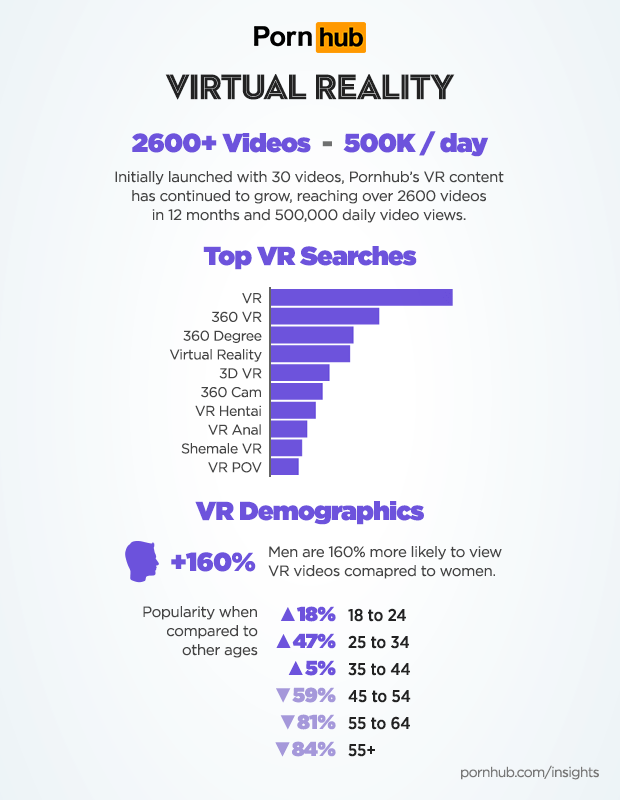 Porn hub
VIRTUAL REALITY
2600+ Videos - 500K / day
Initially launched with 30 videos, Pornhub's VR content
has continued to grow, reaching over 2600 videos
in 12 months and 500,000 daily video views.
Top VR Searches
VR
360 VR
360 Degree
Virtual Reality
3D VR
360 Cam
VR Hentai
VR Anal
Shemale VR
VR POV
VR Demographics
+160%
Men are 160% more likely to view
VR videos comapred to women.
Popularity when
compared to
other ages
▲18% 18 to 24
▲47% 25 to 34
▲5% 35 to 44
▼59% 45 to 54
▼81% 55 to 64
▼84% 55+
pornhub.com/insights